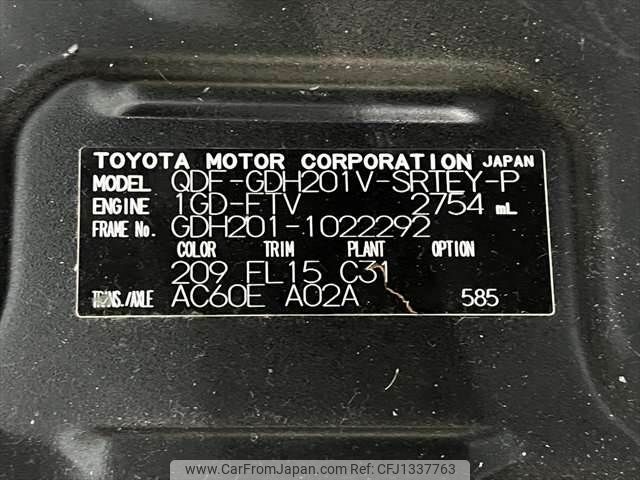 TOYOTA MOTOR CORPORATION JAPAN
MODEL QDF-GDH201V-SRTEY-P
ENGINE 1GD-FTV 2754 mL
FRAME No. GDH201-1022292
COLOR TRIM PLANT OPTION
209 FL15 C31
TRANS./AXLE AC60E A02A 585
www.CarFromJapan.com - CFJ1337763